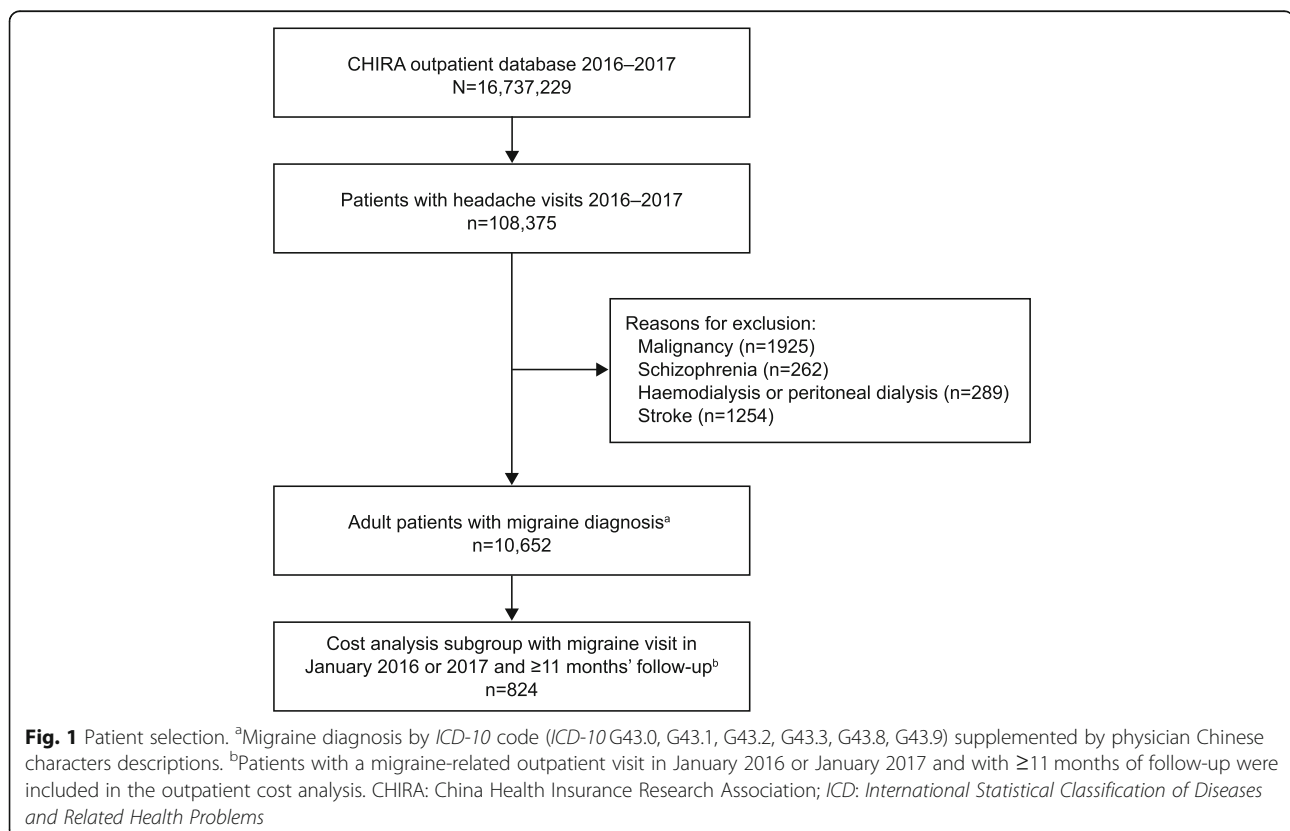 CHIRA outpatient database 2016–2017
N=16,737,229
Patients with headache visits 2016–2017
n=108,375
Reasons for exclusion:
Malignancy (n=1925)
Schizophrenia (n=262)
Haemodialysis or peritoneal dialysis (n=289)
Stroke (n=1254)
Adult patients with migraine diagnosisᵃ
n=10,652
Cost analysis subgroup with migraine visit in
January 2016 or 2017 and ≥11 months’ follow-upᵇ
n=824
Fig. 1 Patient selection. ᵃMigraine diagnosis by ICD-10 code (ICD-10 G43.0, G43.1, G43.2, G43.3, G43.8, G43.9) supplemented by physician Chinese
characters descriptions. ᵇPatients with a migraine-related outpatient visit in January 2016 or January 2017 and with ≥11 months of follow-up were
included in the outpatient cost analysis. CHIRA: China Health Insurance Research Association; ICD: International Statistical Classification of Diseases
and Related Health Problems